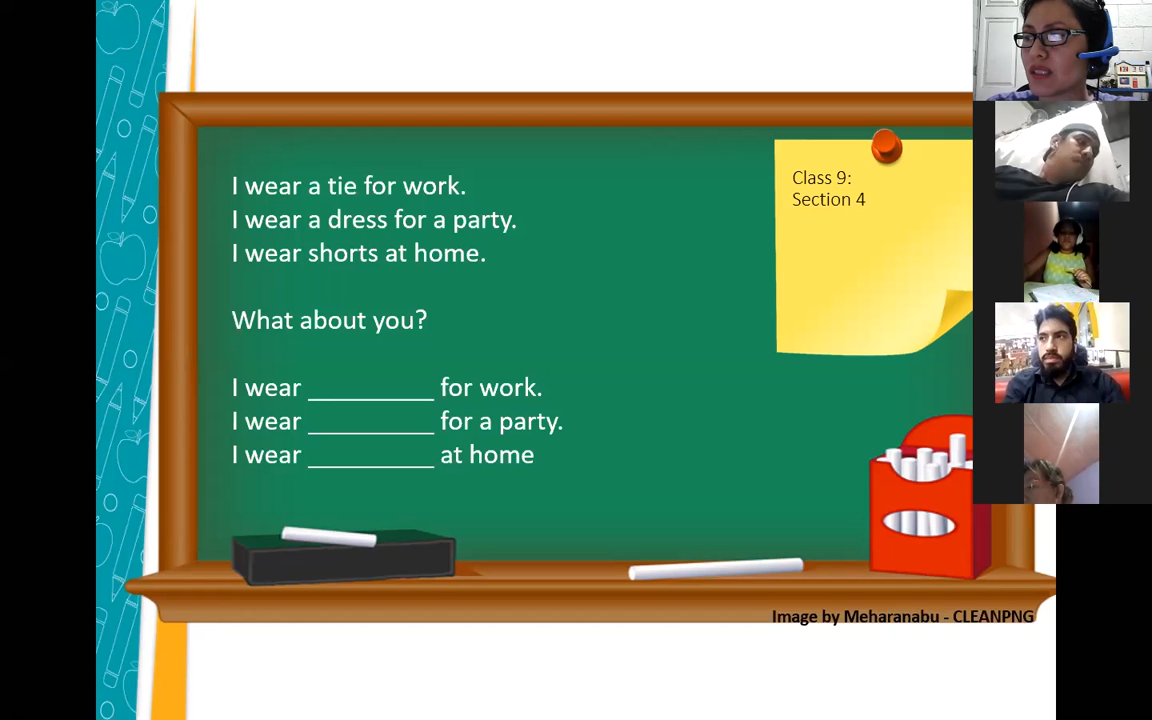 I wear a tie for work.
I wear a dress for a party.
I wear shorts at home.
What about you?
I wear __________ for work.
I wear __________ for a party.
I wear __________ at home
Class 9:
Section 4
Image by Meharanabu - CLEANPNG